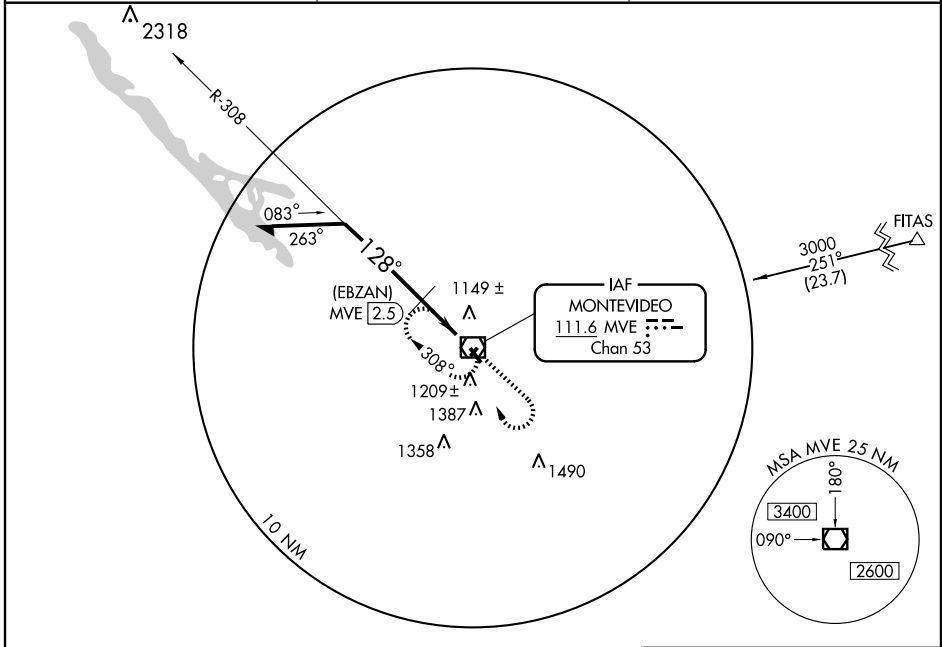 2318
R-308
083°
263°
128°
FITAS
3000
251°
(23.7)
(EBZAN)
MVE 2.5
1149 ±
IAF
MONTEVIDEO
111.6 MVE
Chan 53
308°
1209 ±
1387
1358
1490
10 NM
MSA MVE 25 NM
180°
3400
090°
2600